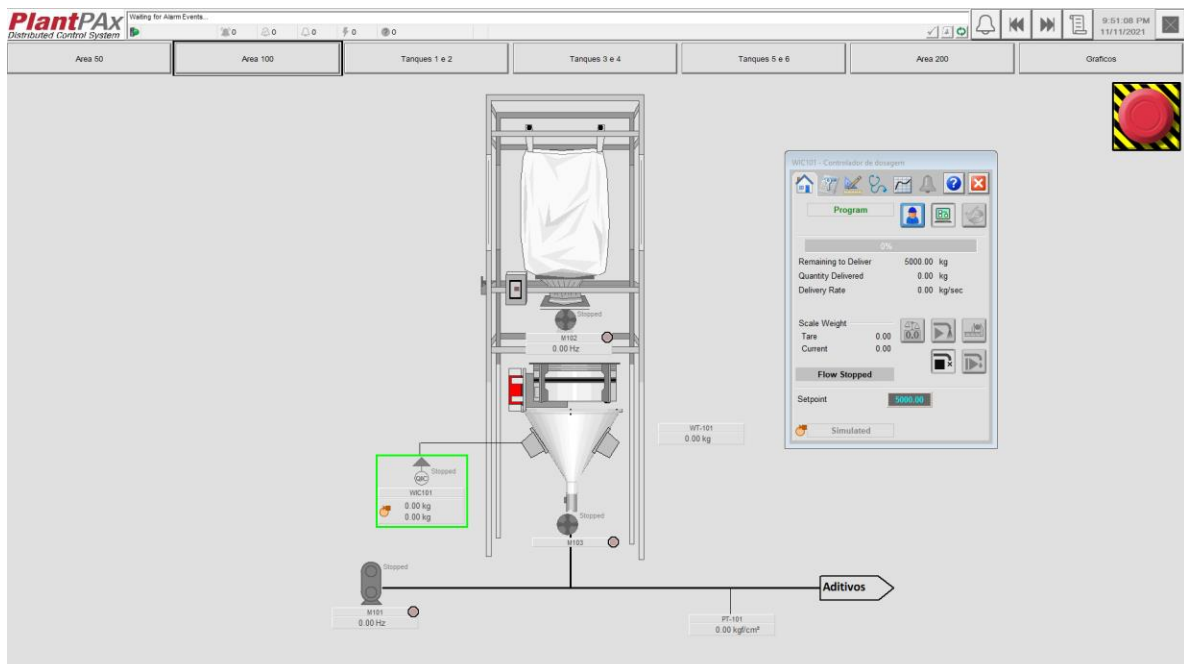 PlantPAx
Distributed Control System
Waiting for Alarm Events...
0 0 0 0 0
9:51:08 PM
11/11/2021
Area 50
Area 100
Tanques 1 e 2
Tanques 3 e 4
Tanques 5 e 6
Area 200
Graficos
WIC101 - Controlador de dosagem
Program
0%
Remaining to Deliver 5000.00 kg
Quantity Delivered 0.00 kg
Delivery Rate 0.00 kg/sec
Scale Weight
Tare 0.00
Current 0.00
0.0
Flow Stopped
Setpoint 5000.00
Simulated
Stopped
M102
0.00 Hz
WT-101
0.00 kg
Stopped
QIC
WIC101
0.00 kg
0.00 kg
Stopped
M103
Stopped
M101
0.00 Hz
Aditivos
PT-101
0.00 kgf/cm²